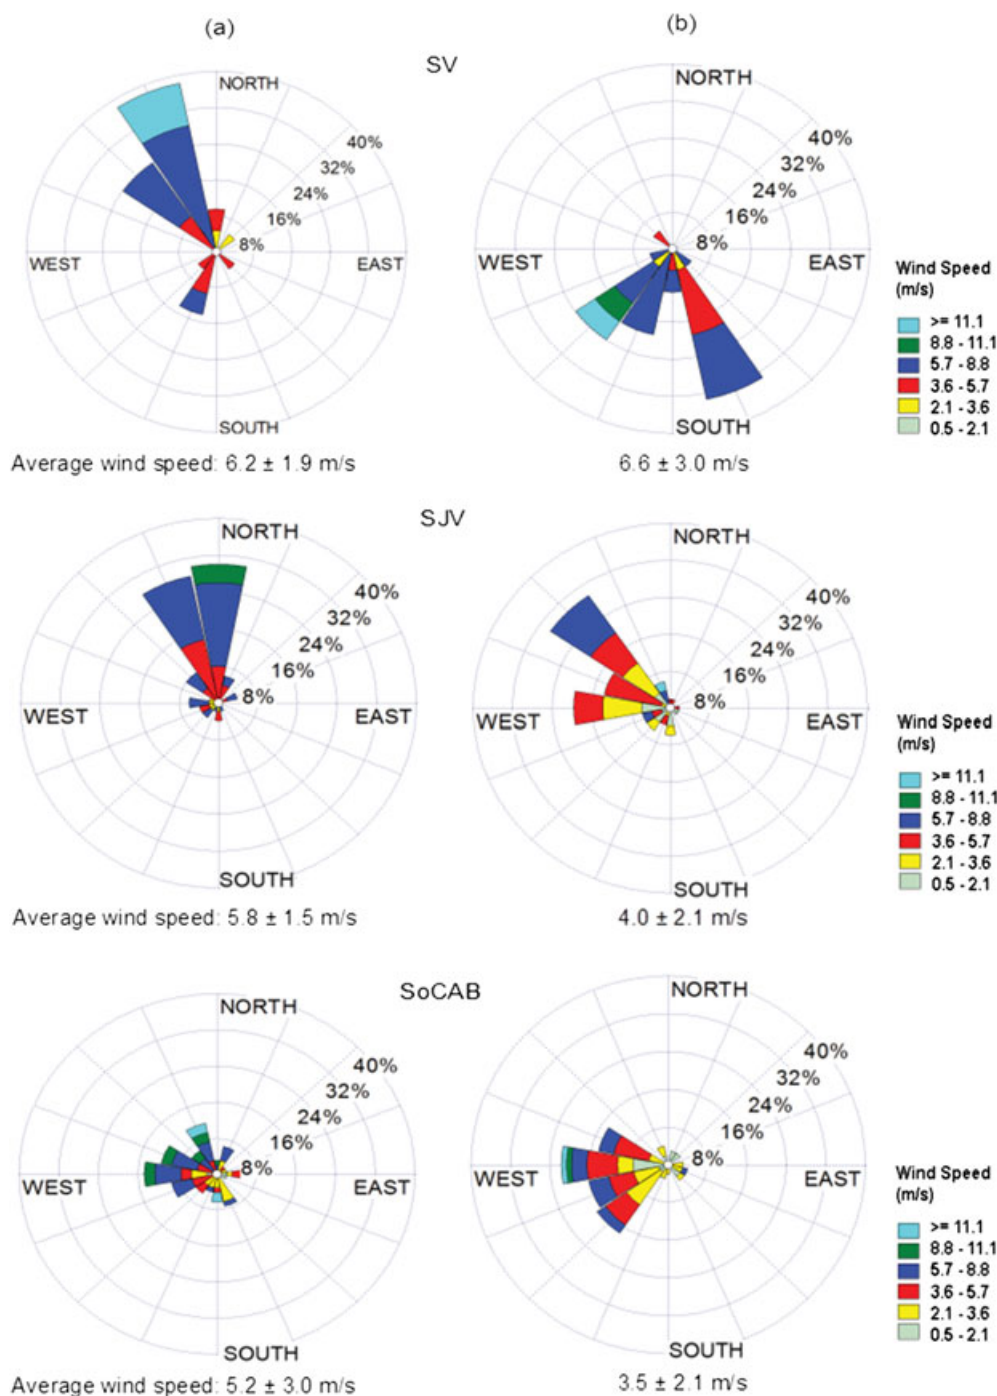 (a) (b)
SV
NORTH NORTH
40% 40%
32% 32%
24% 24%
16% 16%
8% 8%
WEST EAST WEST EAST
SOUTH SOUTH
Wind Speed
(m/s)
>= 11.1
8.8 - 11.1
5.7 - 8.8
3.6 - 5.7
2.1 - 3.6
0.5 - 2.1
Average wind speed: 6.2 ± 1.9 m/s 6.6 ± 3.0 m/s
SJV
NORTH NORTH
40% 40%
32% 32%
24% 24%
16% 16%
8% 8%
WEST EAST WEST EAST
SOUTH SOUTH
Wind Speed
(m/s)
>= 11.1
8.8 - 11.1
5.7 - 8.8
3.6 - 5.7
2.1 - 3.6
0.5 - 2.1
Average wind speed: 5.8 ± 1.5 m/s 4.0 ± 2.1 m/s
SoCAB
NORTH NORTH
40% 40%
32% 32%
24% 24%
16% 16%
8% 8%
WEST EAST WEST EAST
SOUTH SOUTH
Wind Speed
(m/s)
>= 11.1
8.8 - 11.1
5.7 - 8.8
3.6 - 5.7
2.1 - 3.6
0.5 - 2.1
Average wind speed: 5.2 ± 3.0 m/s 3.5 ± 2.1 m/s